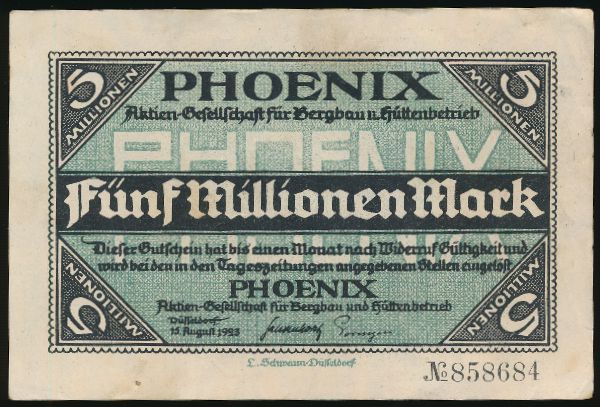 5 MILLIONEN
5 MILLIONEN
PHOENIX
Aktien-Gesellschaft für Bergbau u. Hüttenbetrieb
PHOENIX
Fünf Millionen Mark
Dieser Gutschein hat bis einen Monat nach Widerruf Gültigkeit und
wird bei den in den Tageszeitungen angegebenen Stellen eingelöst
PHOENIX
Aktien-Gesellschaft für Bergbau und Hüttenbetrieb
Düsseldorf
15 August 1923
5 MILLIONEN
5 MILLIONEN
L. Schwann-Düsseldorf
№858684